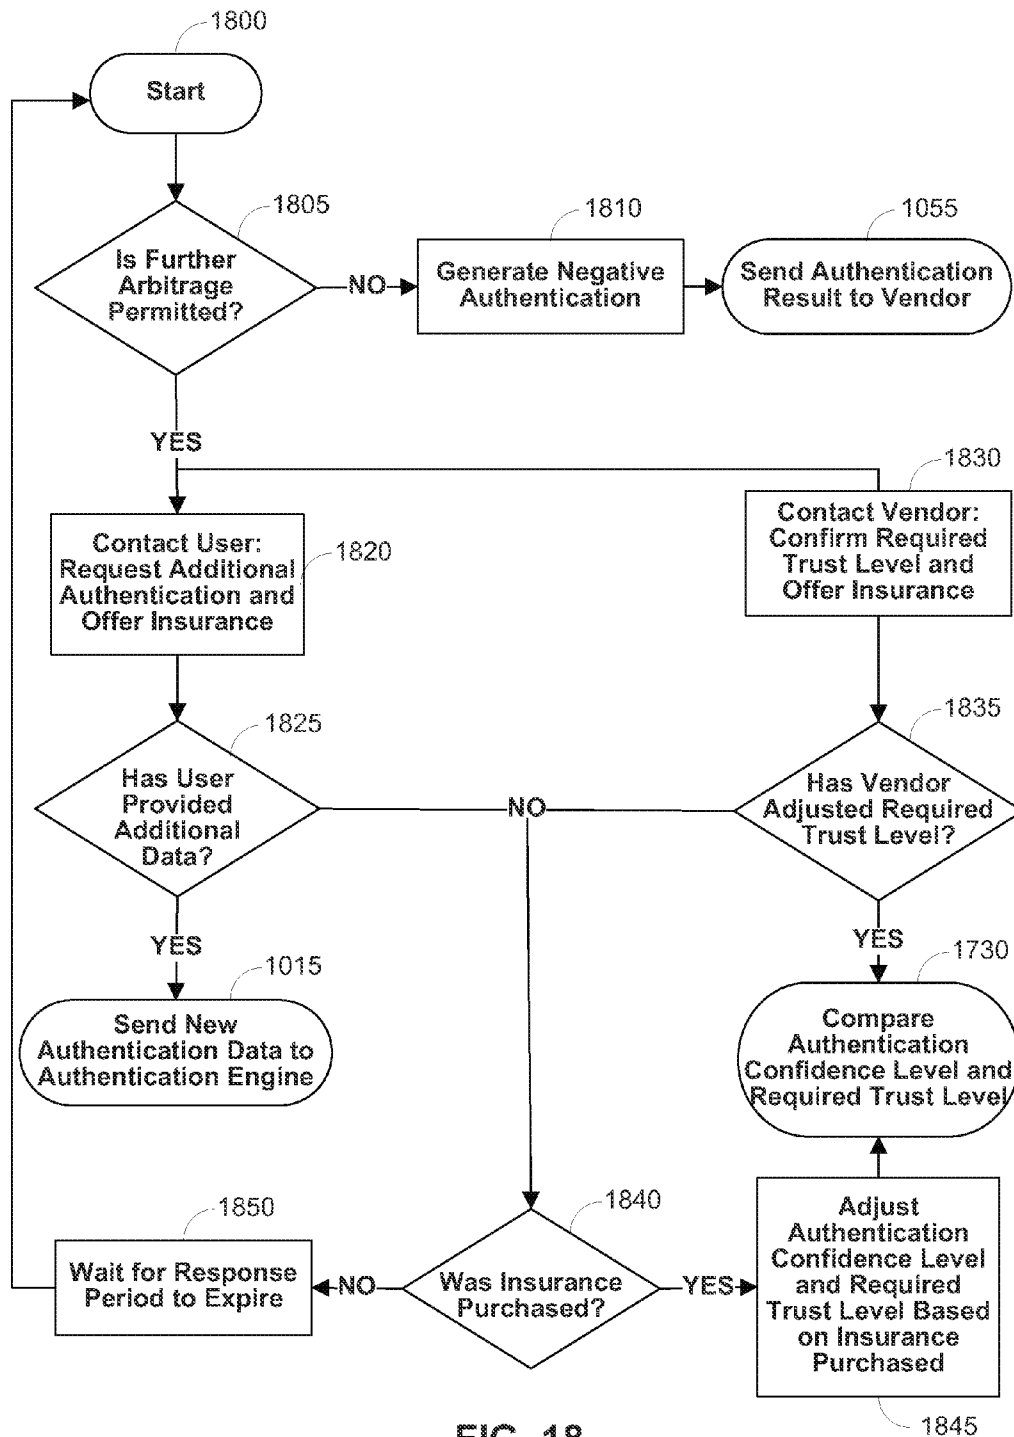 1800
Start
1805
Is Further
Arbitrage
Permitted?
NO
1810
Generate Negative
Authentication
1055
Send Authentication
Result to Vendor
YES
1820
Contact User:
Request Additional
Authentication and
Offer Insurance
1830
Contact Vendor:
Confirm Required
Trust Level and
Offer Insurance
1825
Has User
Provided
Additional
Data?
NO
1835
Has Vendor
Adjusted Required
Trust Level?
YES
YES
1015
Send New
Authentication Data to
Authentication Engine
1730
Compare
Authentication
Confidence Level and
Required Trust Level
1850
Wait for Response
Period to Expire
NO
1840
Was Insurance
Purchased?
YES
Adjust
Authentication
Confidence Level
and Required
Trust Level Based
on Insurance
Purchased
1845
FIG. 18